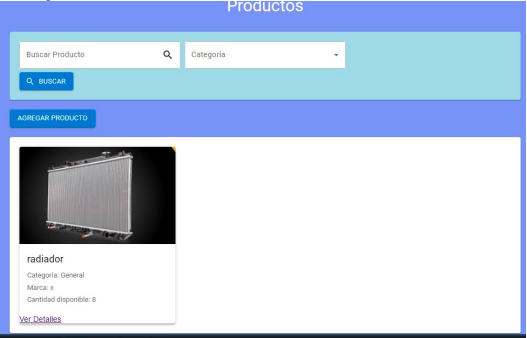 Productos
Buscar Producto
Categoría
BUSCAR
AGREGAR PRODUCTO
radiador
Categoría: General
Marca: x
Cantidad disponible: 8
Ver Detalles